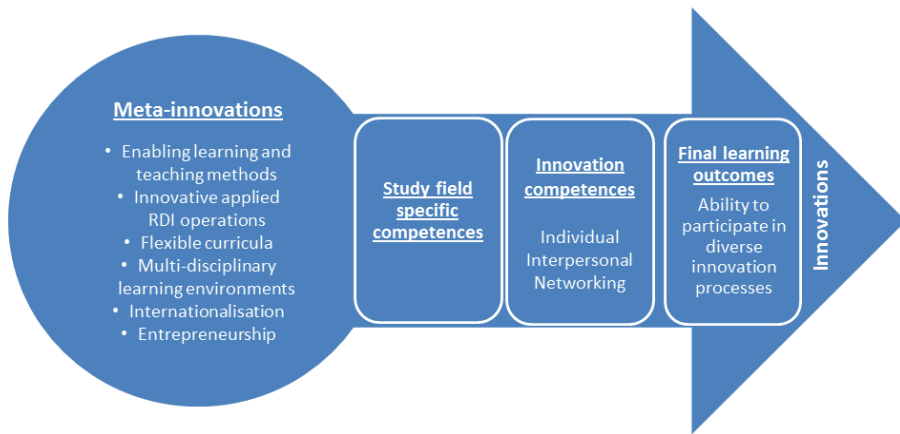 Meta-innovations
• Enabling learning and
teaching methods
• Innovative applied
RDI operations
• Flexible curricula
• Multi-disciplinary
learning environments
• Internationalisation
• Entrepreneurship
Study field
specific
competences
Innovation
competences
Individual
Interpersonal
Networking
Final learning
outcomes
Ability to
participate in
diverse
innovation
processes
Innovations